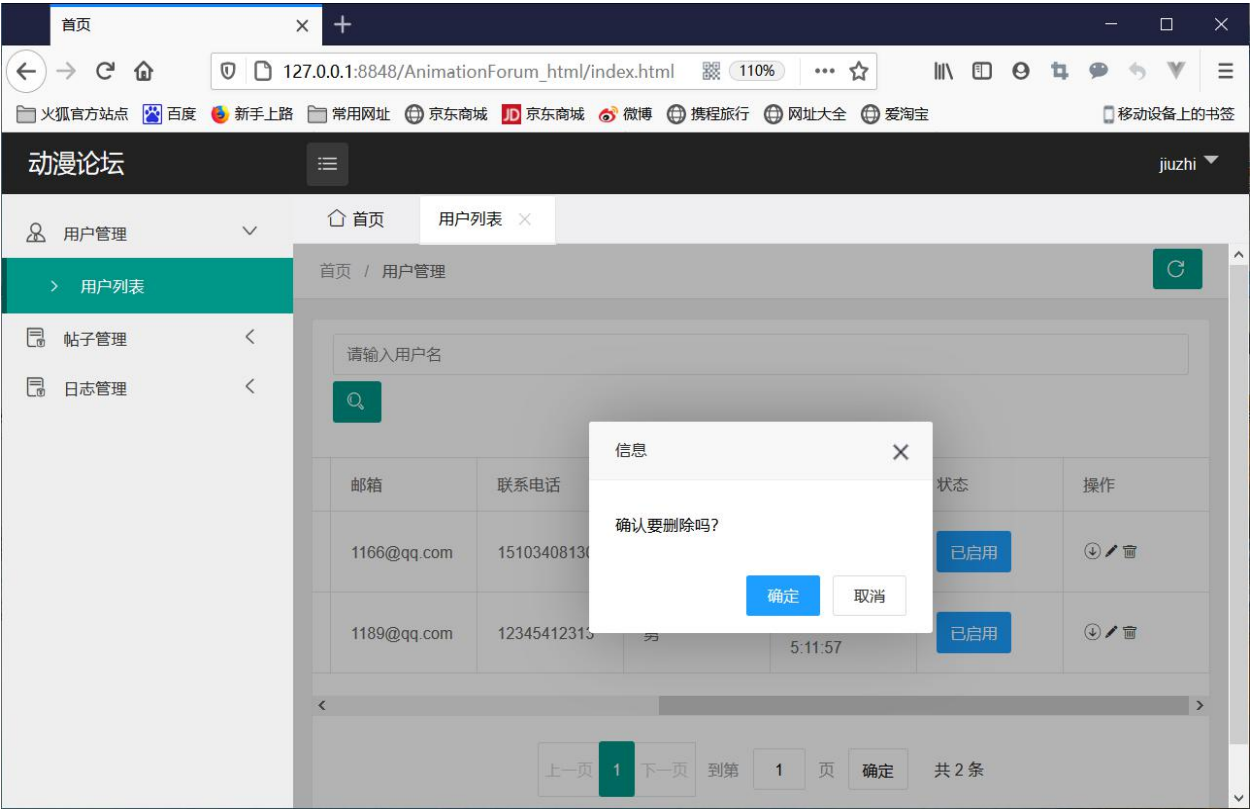 首页
127.0.0.1:8848/AnimationForum_html/index.html 110%
火狐官方站点 百度 新手上路 常用网址 京东商城 JD 京东商城 微博 携程旅行 网址大全 爱淘宝 移动设备上的书签
动漫论坛 jiuzhi
用户管理 首页 用户列表
首页 / 用户管理
用户列表
帖子管理
日志管理
请输入用户名
信息
邮箱 联系电话 状态 操作
确认要删除吗?
1166@qq.com 1510340813 已启用
确定 取消
1189@qq.com 12345412313 男 5:11:57 已启用
上一页 1 下一页 到第 1 页 确定 共 2 条